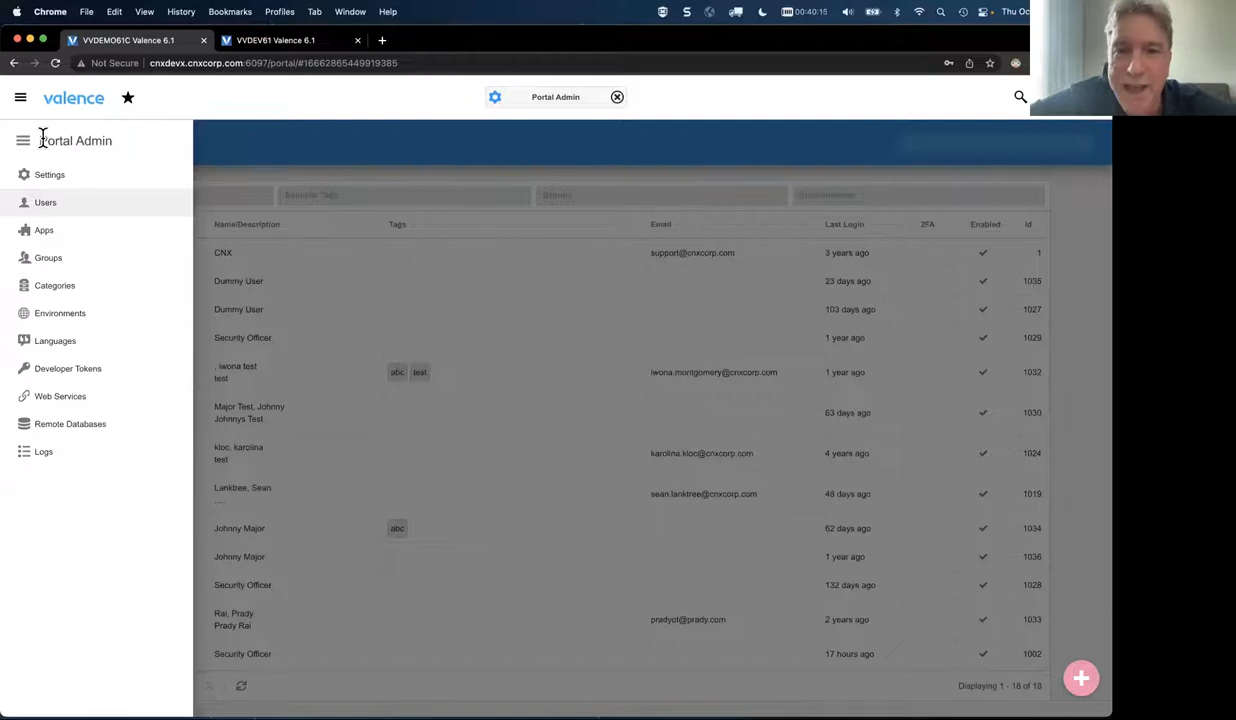 Chrome File Edit View History Bookmarks Profiles Tab Window Help S 00:40:15 Thu Oc
VVDEMO61C Valence 6.1 VVDEV61 Valence 6.1
Not Secure cnxdevx.cnxcorp.com:6097/portal/#16662865449919385
valence Portal Admin
Portal Admin
Settings
Users
Apps
Groups
Categories
Environments
Languages
Developer Tokens
Web Services
Remote Databases
Logs
Name/Description Tags Email Last Login 2FA Enabled Id
CNX support@cnxcorp.com 3 years ago 1
Dummy User 23 days ago 1035
Dummy User 103 days ago 1027
Security Officer 1 year ago 1029
, iwona test
test abc test iwona.montgomery@cnxcorp.com 1 year ago 1032
Major Test, Johnny
Johnnys Test 63 days ago 1030
kloc, karolina
test karolina.kloc@cnxcorp.com 4 years ago 1024
Lanktree, Sean
..... sean.lanktree@cnxcorp.com 48 days ago 1019
Johnny Major abc 62 days ago 1034
Johnny Major 1 year ago 1036
Security Officer 132 days ago 1028
Rai, Prady
Prady Rai pradyot@prady.com 2 years ago 1033
Security Officer 17 hours ago 1002
Displaying 1 - 18 of 18